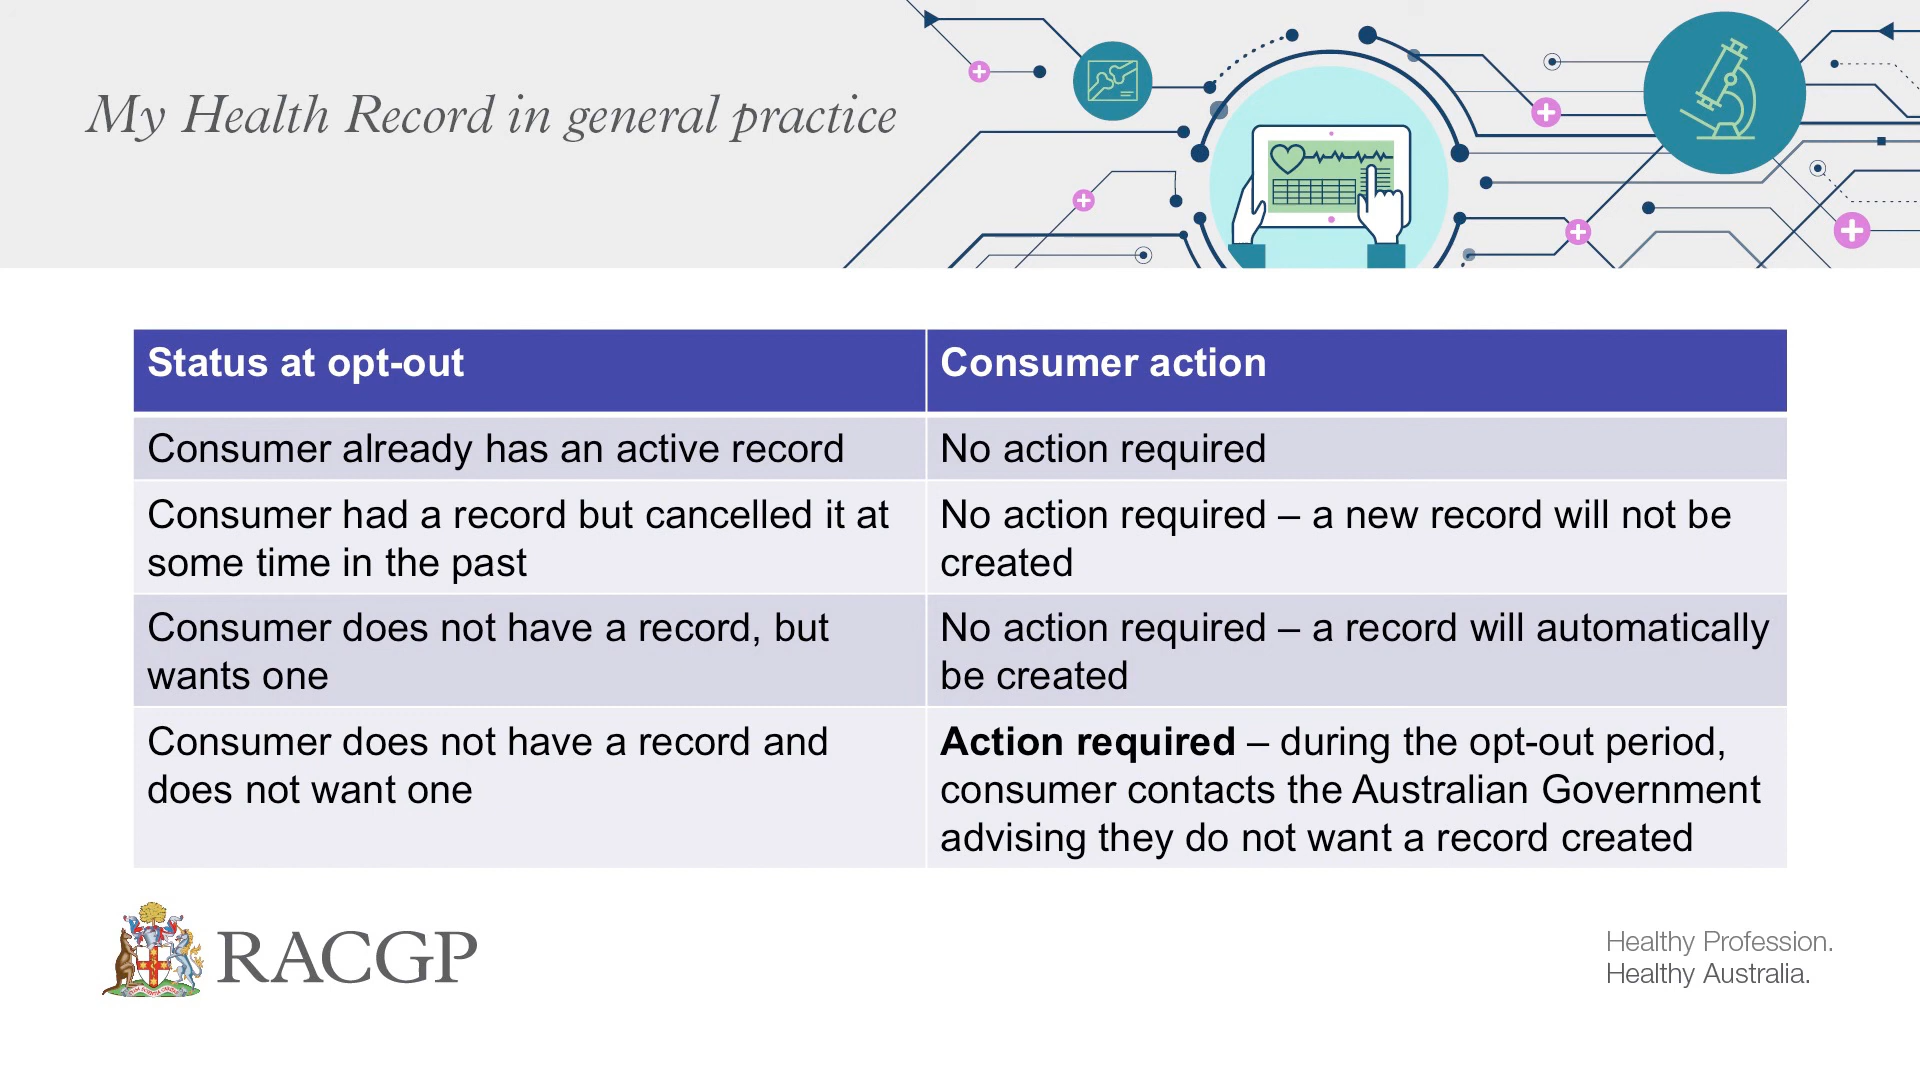 My Health Record in general practice
Status at opt-out
Consumer action
Consumer already has an active record
No action required
Consumer had a record but cancelled it at
some time in the past
No action required – a new record will not be
created
Consumer does not have a record, but
wants one
No action required – a record will automatically
be created
Consumer does not have a record and
does not want one
Action required – during the opt-out period,
consumer contacts the Australian Government
advising they do not want a record created
RACGP
Healthy Profession.
Healthy Australia.